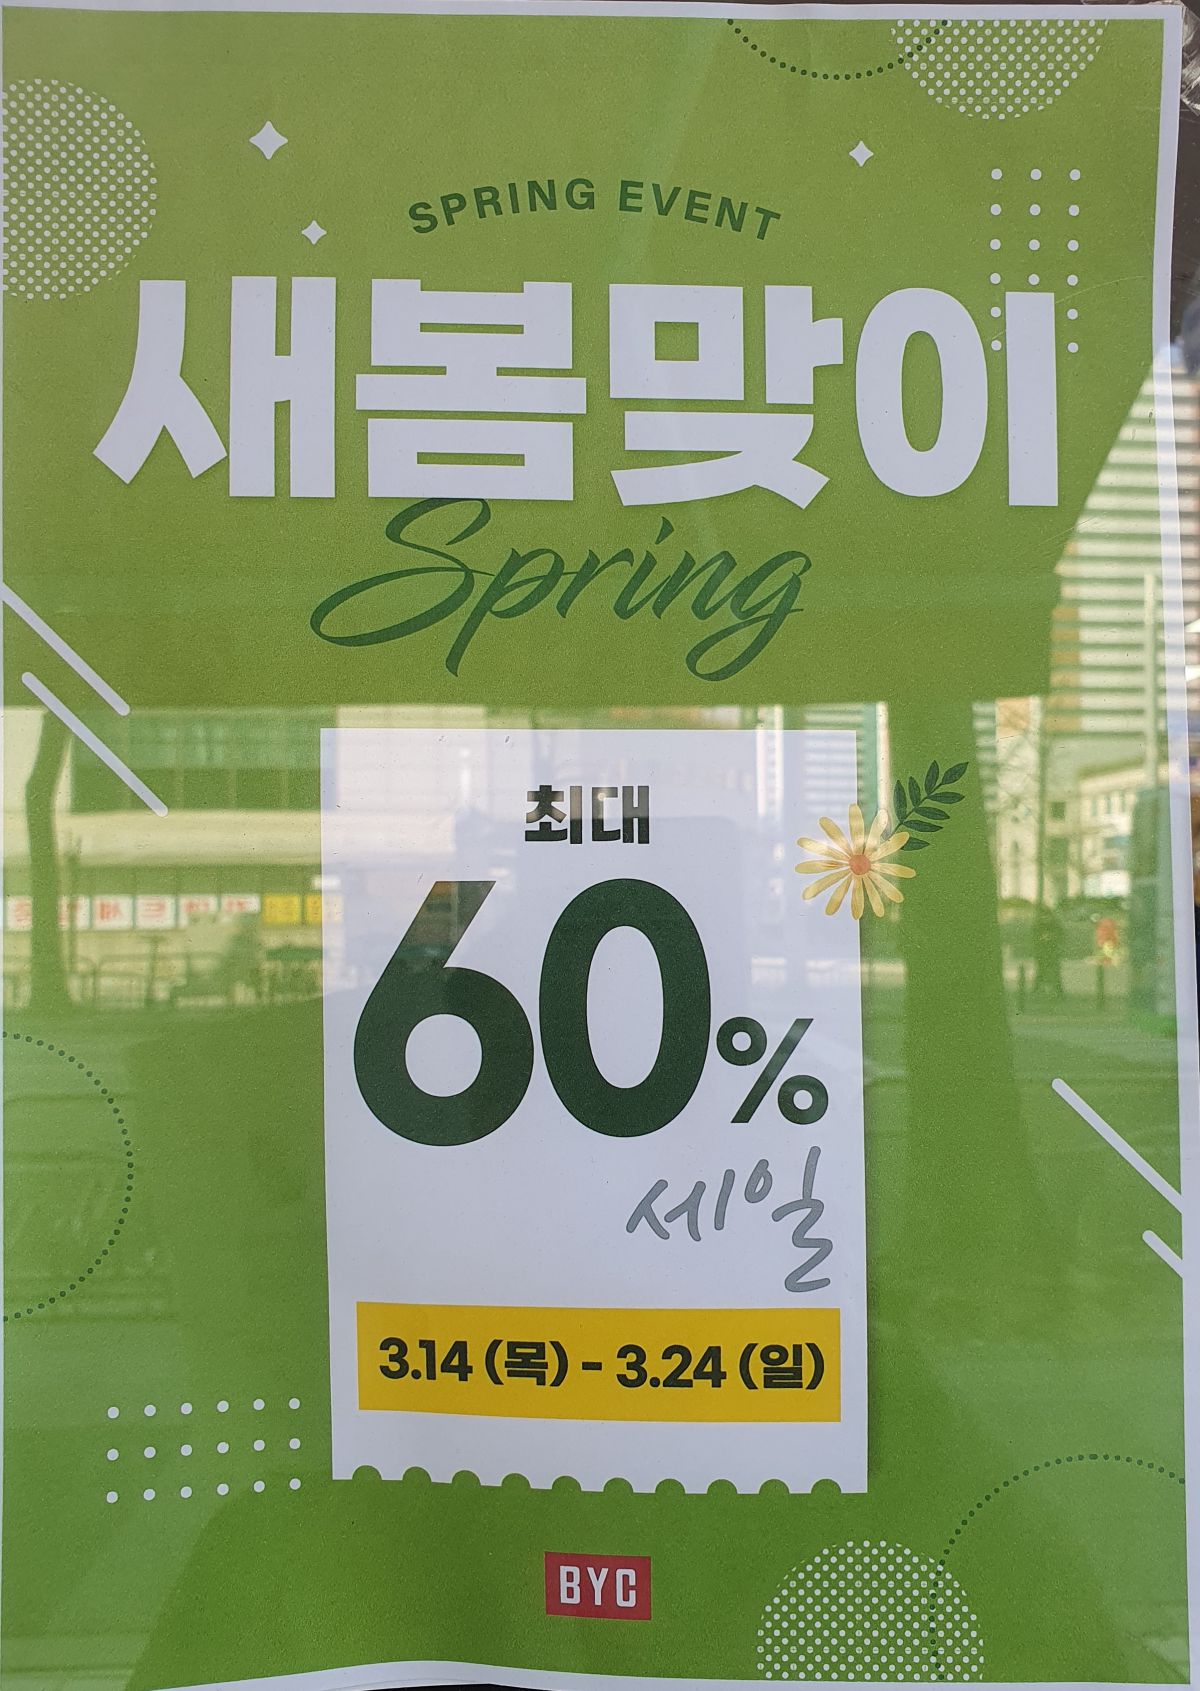 SPRING EVENT
새봄맞이
Spring
최대
60%
세일
3.14 (목) - 3.24 (일)
BYC